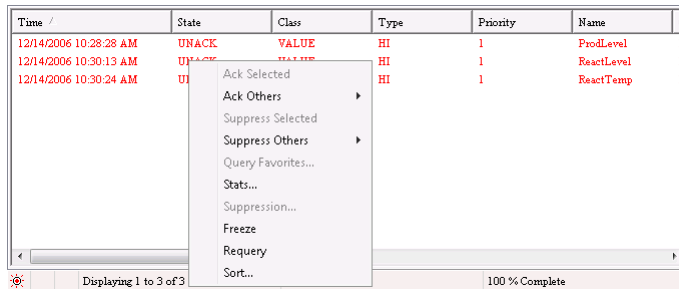 Time / State Class Type Priority Name
12/14/2006 10:28:28 AM UNACK VALUE HI 1 ProdLevel
12/14/2006 10:30:13 AM UNACK VALUE HI 1 ReactLevel
12/14/2006 10:30:24 AM HI 1 ReactTemp
Ack Selected
Ack Others
Suppress Selected
Suppress Others
Query Favorites...
Stats...
Suppression...
Freeze
Requery
Sort...
Displaying 1 to 3 of 3 100 % Complete